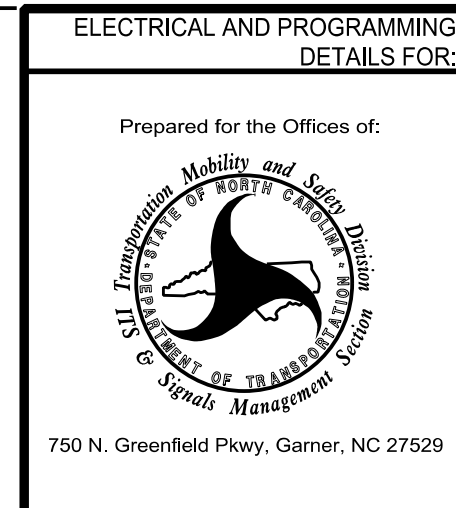 ELECTRICAL AND PROGRAMMING
DETAILS FOR:
Prepared for the Offices of:
Transportation Mobility and Safety Division
STATE OF NORTH CAROLINA
DEPARTMENT OF TRANSPORTATION
ITS & Signals Management Section
750 N. Greenfield Pkwy, Garner, NC 27529